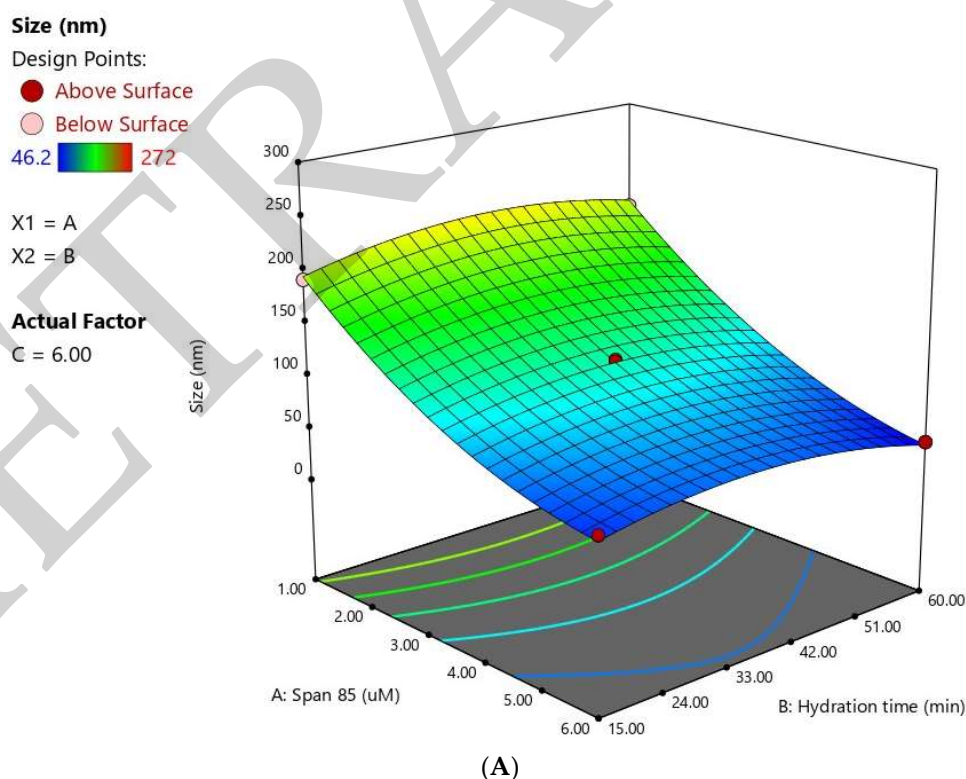 Size (nm)
Design Points:
Above Surface
Below Surface
46.2 272
X1 = A
X2 = B
Actual Factor
C = 6.00
300
250
200
150
100
50
0
Size (nm)
1.00
2.00
3.00
4.00
5.00
6.00
A: Span 85 (uM)
15.00
24.00
33.00
42.00
51.00
60.00
B: Hydration time (min)
(A)
ETRA